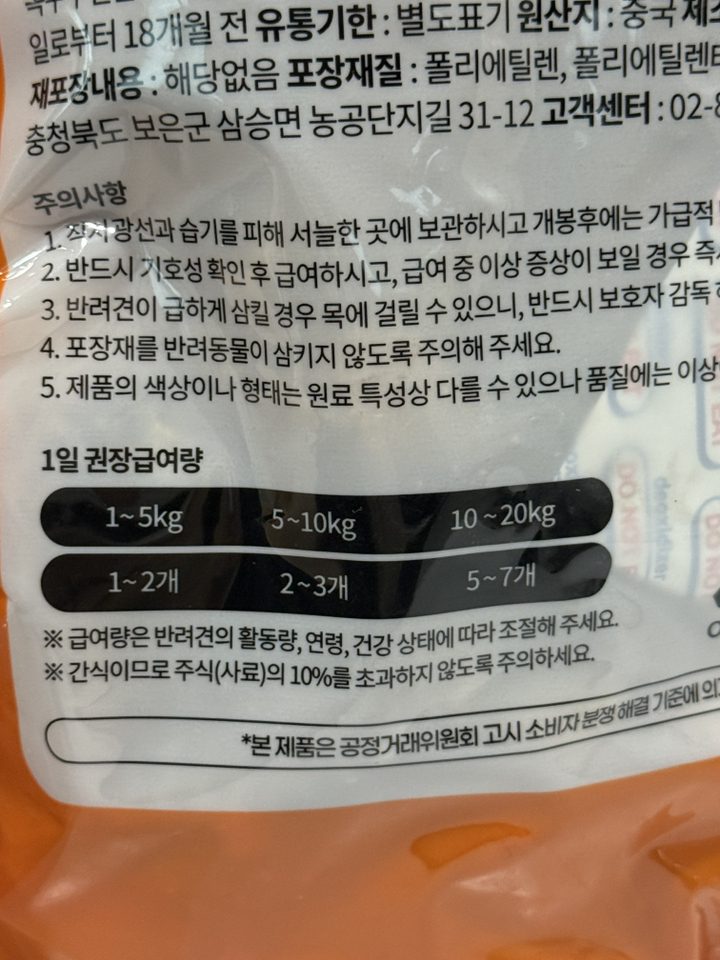 일로부터 18개월 전 유통기한 : 별도표기 원산지 : 중국 제조
재포장내용 : 해당없음 포장재질 : 폴리에틸렌, 폴리에틸렌
충청북도 보은군 삼승면 농공단지길 31-12 고객센터 : 02-8
주의사항
1. 직사광선과 습기를 피해 서늘한 곳에 보관하시고 개봉후에는 가급적
2. 반드시 기호성 확인 후 급여하시고, 급여 중 이상 증상이 보일 경우 즉시
3. 반려견이 급하게 삼킬 경우 목에 걸릴 수 있으니, 반드시 보호자 감독
4. 포장재를 반려동물이 삼키지 않도록 주의해 주세요.
5. 제품의 색상이나 형태는 원료 특성상 다를 수 있으나 품질에는 이상
1일 권장급여량
1~5kg 5~10kg 10~20kg
1~2개 2~3개 5~7개
※ 급여량은 반려견의 활동량, 연령, 건강 상태에 따라 조절해 주세요.
※ 간식이므로 주식(사료)의 10%를 초과하지 않도록 주의하세요.
*본 제품은 공정거래위원회 고시 소비자 분쟁 해결 기준에 의